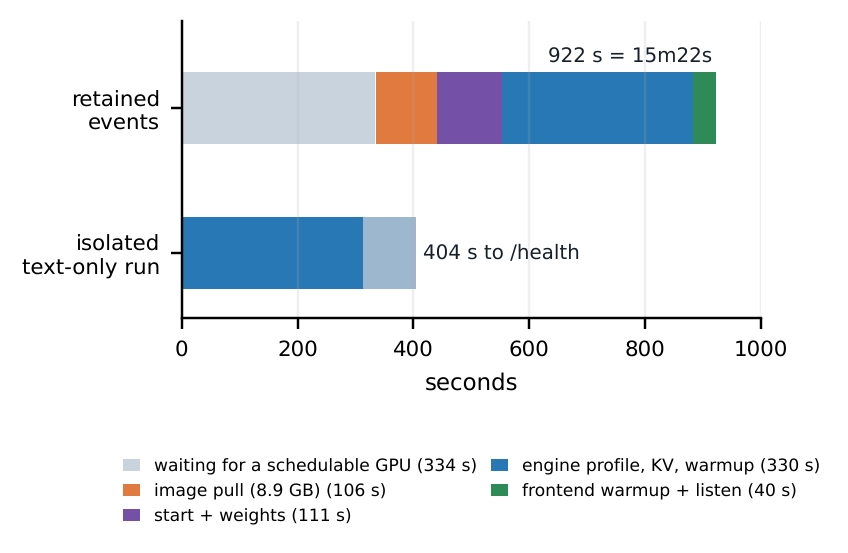 922 s = 15m22s
retained
events
isolated
text-only run
404 s to /health
0 200 400 600 800 1000
seconds
waiting for a schedulable GPU (334 s)
image pull (8.9 GB) (106 s)
start + weights (111 s)
engine profile, KV, warmup (330 s)
frontend warmup + listen (40 s)